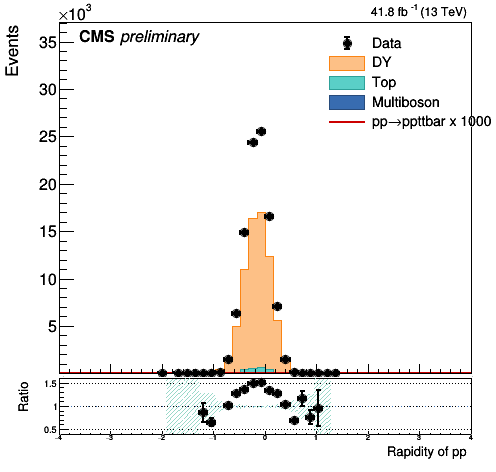 ×10³
41.8 fb⁻¹ (13 TeV)
CMS preliminary
Events
Data
DY
Top
Multiboson
pp→ppttbar x 1000
35
30
25
20
15
10
5
1.5
1
0.5
Ratio
-4 -3 -2 -1 0 1 2 3 4
Rapidity of pp